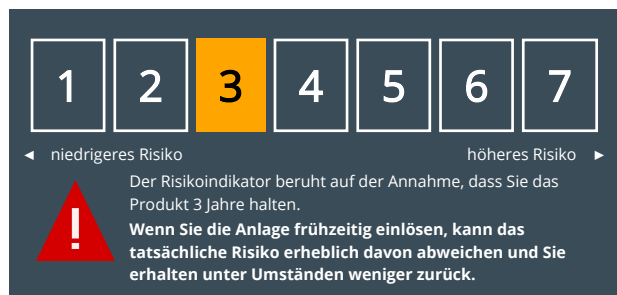 1 2 3 4 5 6 7
◄ niedrigeres Risiko höheres Risiko ►
Der Risikoindikator beruht auf der Annahme, dass Sie das
Produkt 3 Jahre halten.
!
Wenn Sie die Anlage frühzeitig einlösen, kann das
tatsächliche Risiko erheblich davon abweichen und Sie
erhalten unter Umständen weniger zurück.